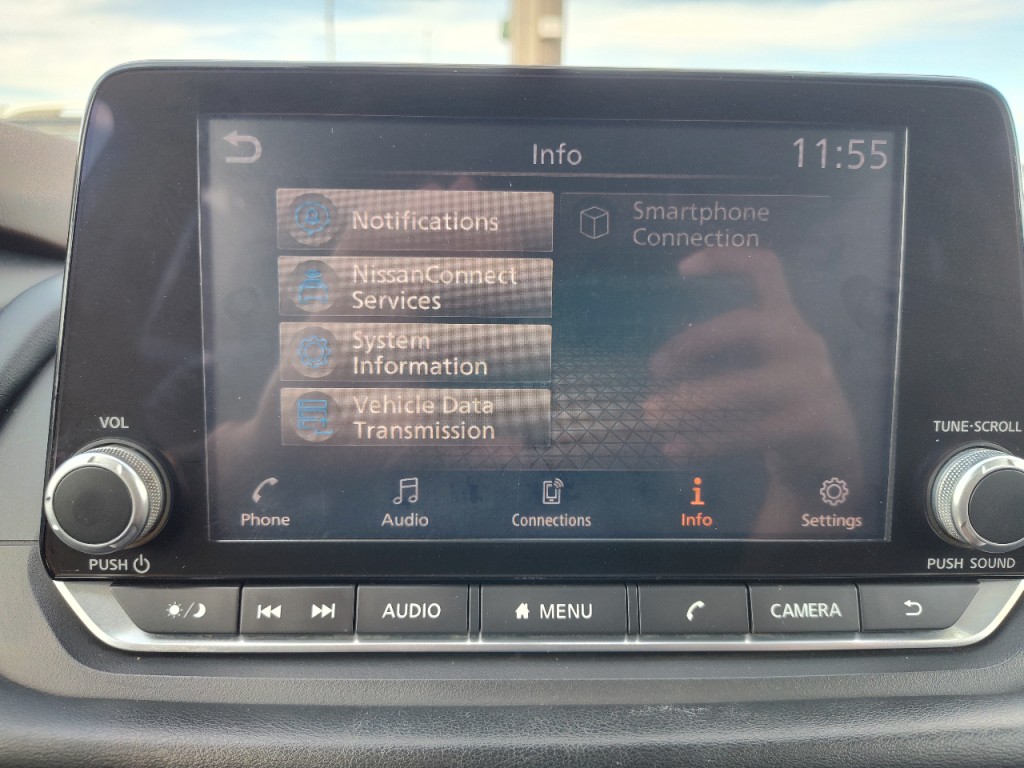 Info
11:55
Notifications
Smartphone
Connection
NissanConnect
Services
System
Information
Vehicle Data
Transmission
VOL
TUNE·SCROLL
Phone
Audio
Connections
Info
Settings
PUSH
PUSH SOUND
AUDIO
MENU
CAMERA